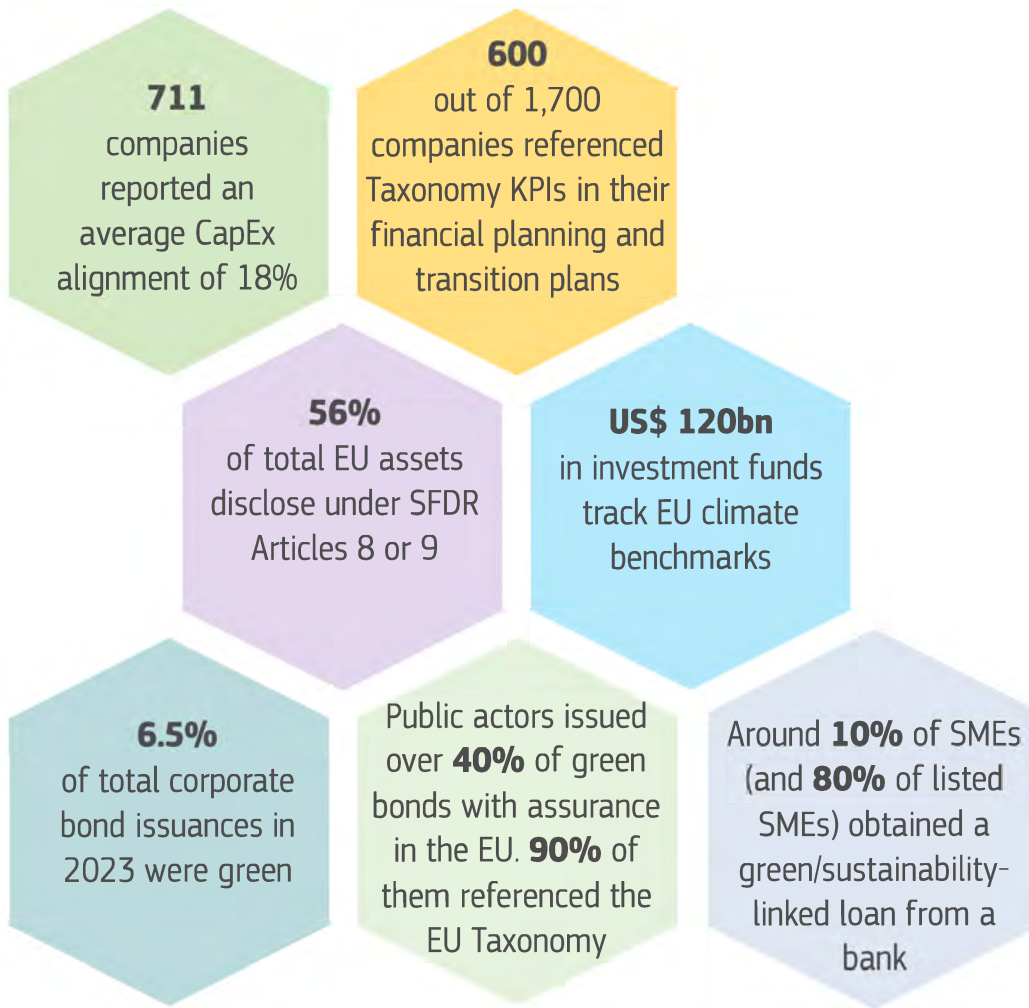 711
companies
reported an
average CapEx
alignment of 18%
600
out of 1,700
companies referenced
Taxonomy KPIs in their
financial planning and
transition plans
56%
of total EU assets
disclose under SFDR
Articles 8 or 9
US$ 120bn
in investment funds
track EU climate
benchmarks
6.5%
of total corporate
bond issuances in
2023 were green
Public actors issued
over 40% of green
bonds with assurance
in the EU. 90% of
them referenced the
EU Taxonomy
Around 10% of SMEs
(and 80% of listed
SMEs) obtained a
green/sustainability-
linked loan from a
bank